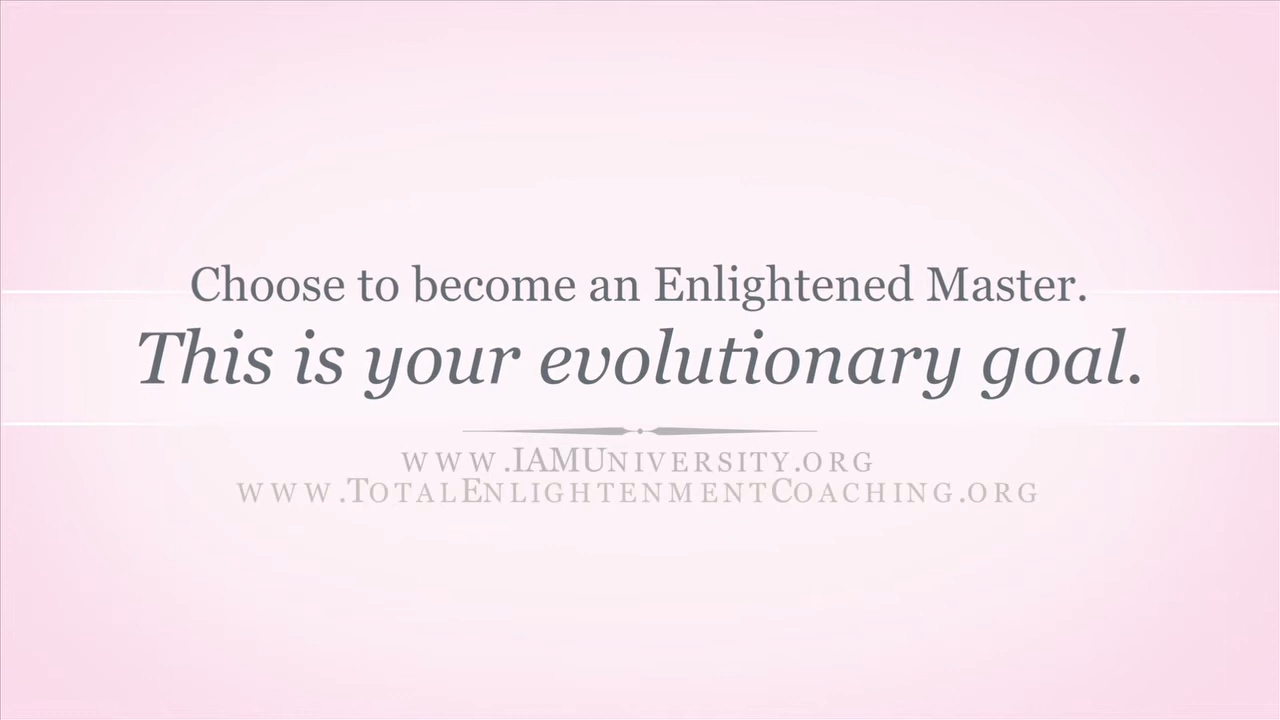 Choose to become an Enlightened Master.
This is your evolutionary goal.
www.IAMUniversity.org
www.TotalEnlightenmentCoaching.org